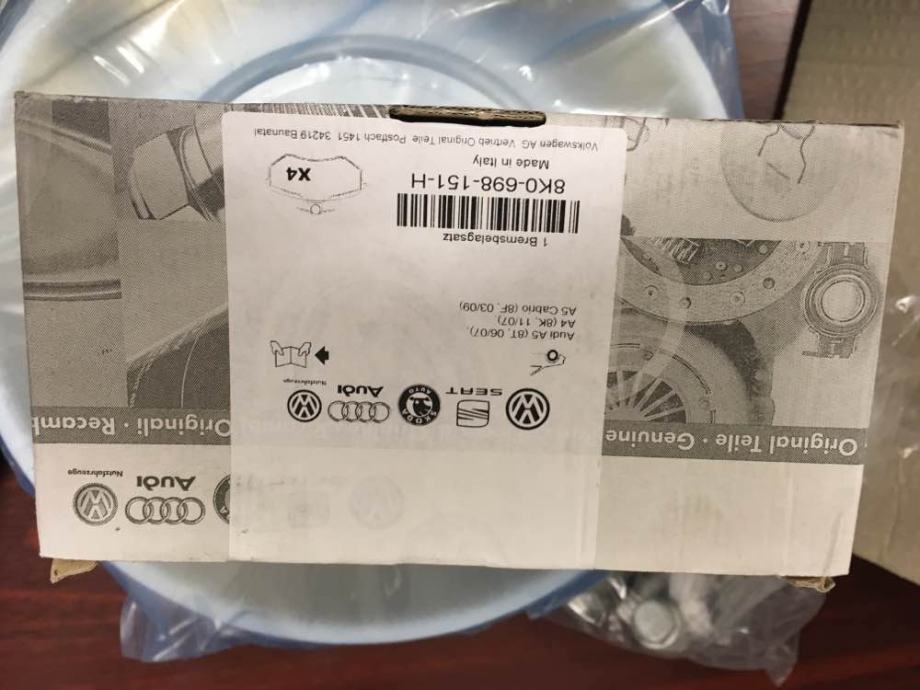 Nutzfahrzeuge
Audi
Original Teile · Genuine
Originali · Recamb
SEAT
ŠKODA
AUTO
Audi
Nutzfahrzeuge
Audi A5 (8T, 06/07),
A4 (8K, 11/07),
A5 Cabrio (8F, 03/09)
1 Bremsbelagsatz
8K0-698-151-H
Made in Italy
X4
Volkswagen AG Vertrieb Original Teile Postfach 1451 34219 Baunatal